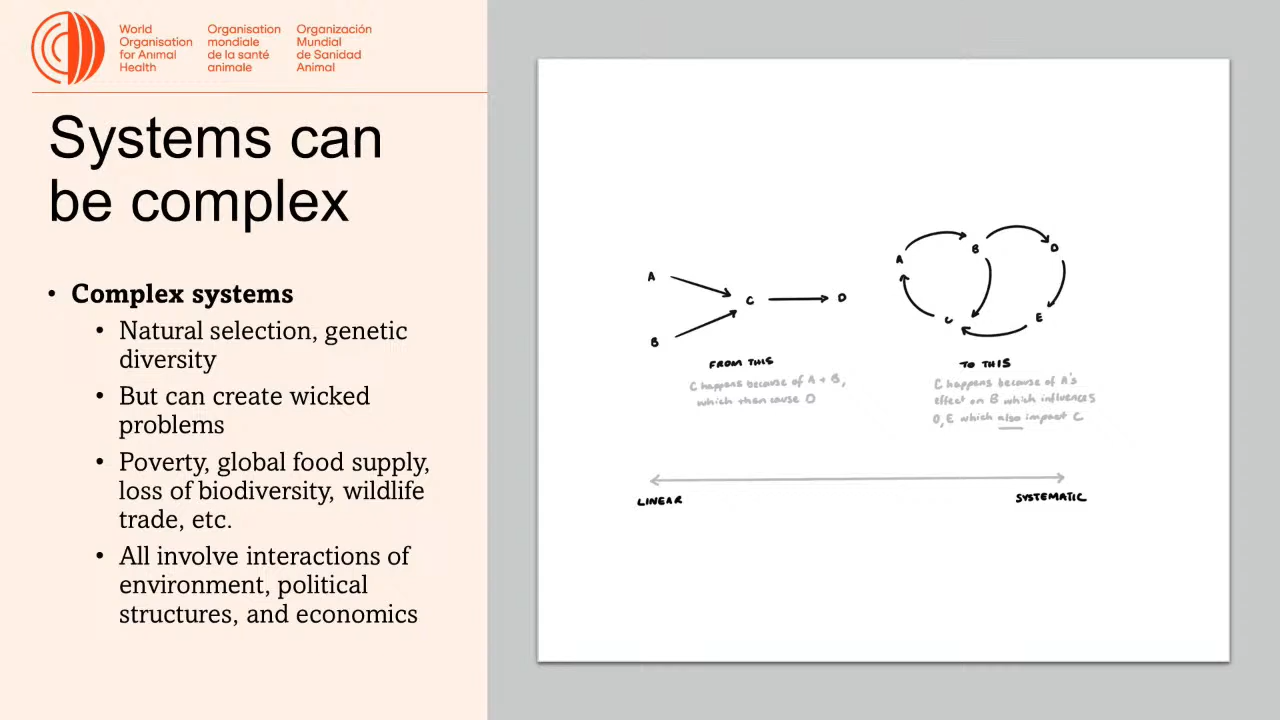 World
Organisation
for Animal
Health
Organisation
mondiale
de la santé
animale
Organización
Mundial
de Sanidad
Animal
Systems can
be complex
• Complex systems
• Natural selection, genetic
diversity
• But can create wicked
problems
• Poverty, global food supply,
loss of biodiversity, wildlife
trade, etc.
• All involve interactions of
environment, political
structures, and economics
A
B
C
D
FROM THIS
C happens because of A + B,
which then cause D
A
B
D
C
E
TO THIS
C happens because of A's
effect on B which influences
D, E which also impact C
LINEAR
SYSTEMATIC